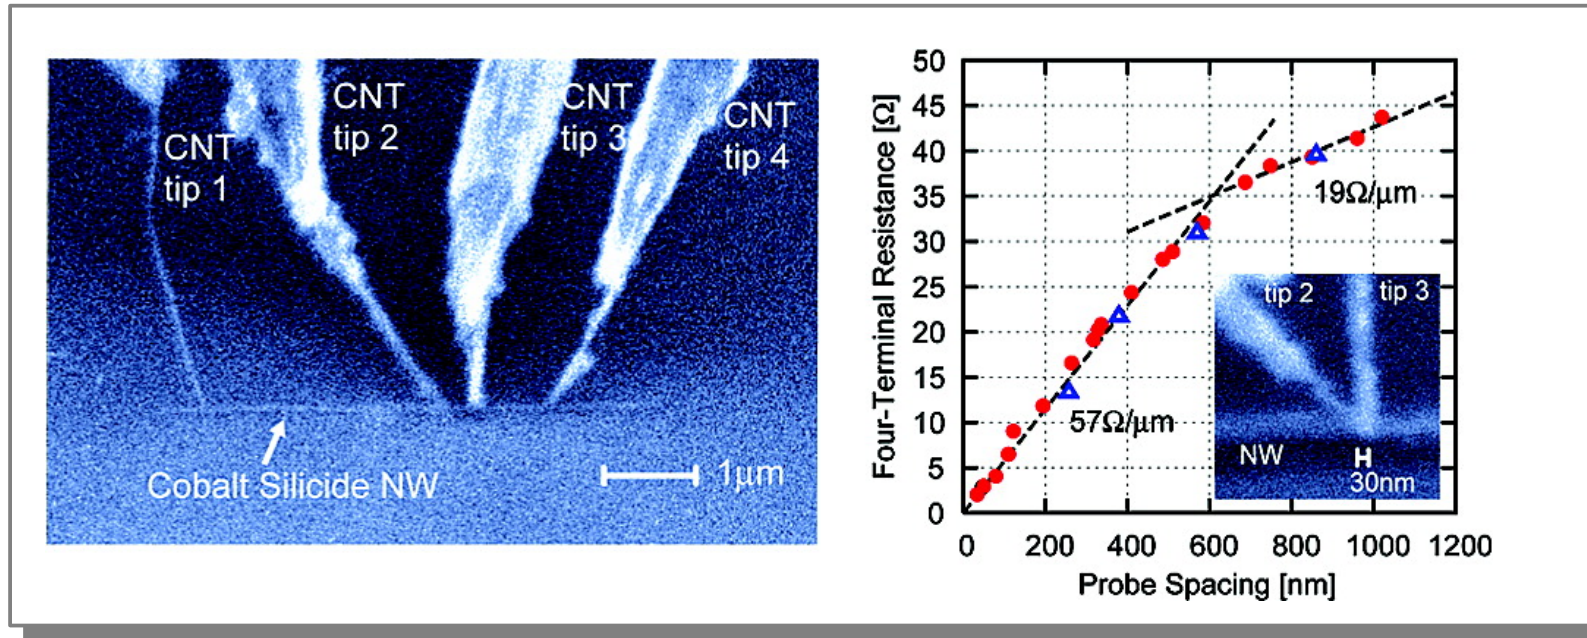 CNT
tip 1
CNT
tip 2
CNT
tip 3
CNT
tip 4
Cobalt Silicide NW
1μm
Four-Terminal Resistance [Ω]
50
45
40
35
30
25
20
15
10
5
0
19Ω/μm
57Ω/μm
tip 2
tip 3
NW
30nm
0 200 400 600 800 1000 1200
Probe Spacing [nm]